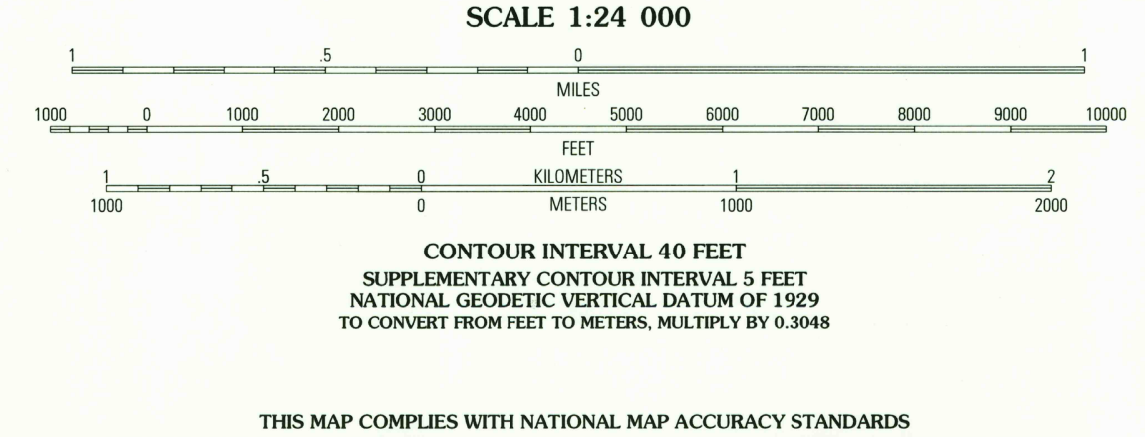 SCALE 1:24 000
1 .5 0 1
MILES
1000 0 1000 2000 3000 4000 5000 6000 7000 8000 9000 10000
FEET
1 .5 0 KILOMETERS 1 2
1000 0 METERS 1000 2000
CONTOUR INTERVAL 40 FEET
SUPPLEMENTARY CONTOUR INTERVAL 5 FEET
NATIONAL GEODETIC VERTICAL DATUM OF 1929
TO CONVERT FROM FEET TO METERS, MULTIPLY BY 0.3048
THIS MAP COMPLIES WITH NATIONAL MAP ACCURACY STANDARDS